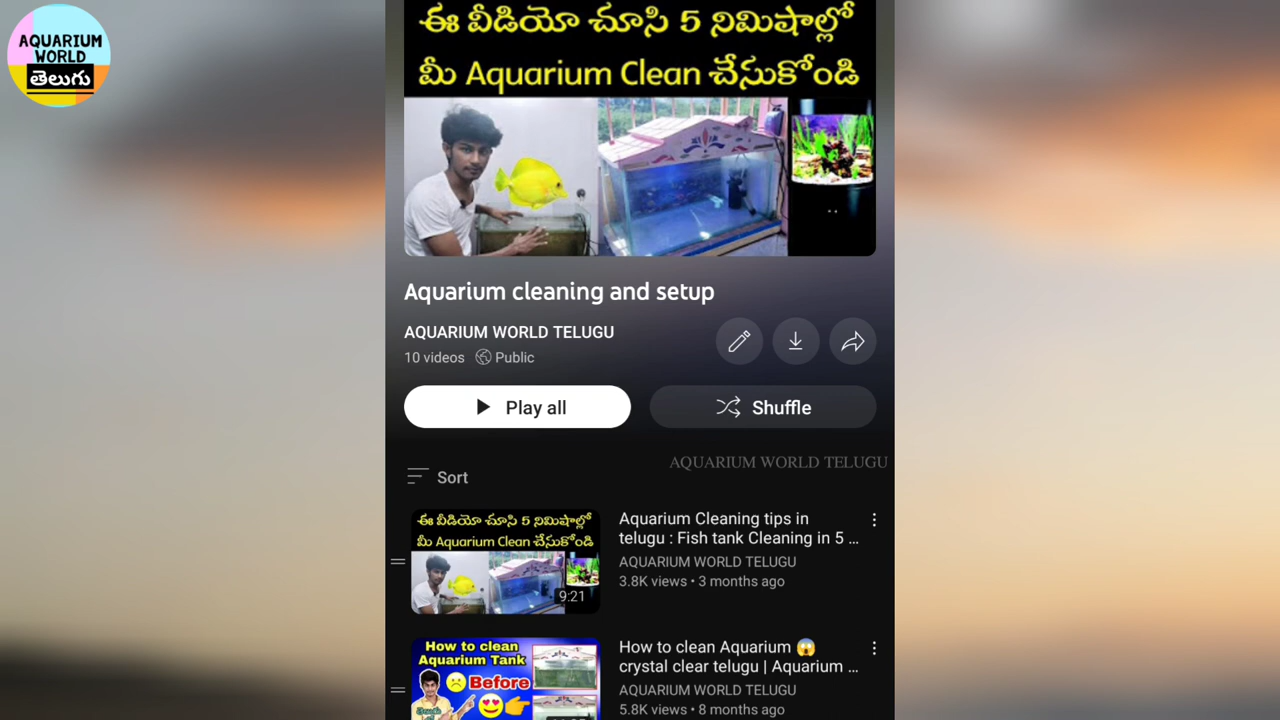 AQUARIUM
WORLD
తెలుగు
ఈ వీడియో చూసి 5 నిమిషాల్లో
మీ Aquarium Clean చేసుకోండి
Aquarium cleaning and setup
AQUARIUM WORLD TELUGU
10 videos Public
Play all
Shuffle
AQUARIUM WORLD TELUGU
Sort
ఈ వీడియో చూసి 5 నిమిషాల్లో
మీ Aquarium Clean చేసుకోండి
9:21
Aquarium Cleaning tips in
telugu : Fish tank Cleaning in 5 ...
AQUARIUM WORLD TELUGU
3.8K views • 3 months ago
How to clean
Aquarium Tank
Before
How to clean Aquarium 😱
crystal clear telugu | Aquarium ...
AQUARIUM WORLD TELUGU
5.8K views • 8 months ago